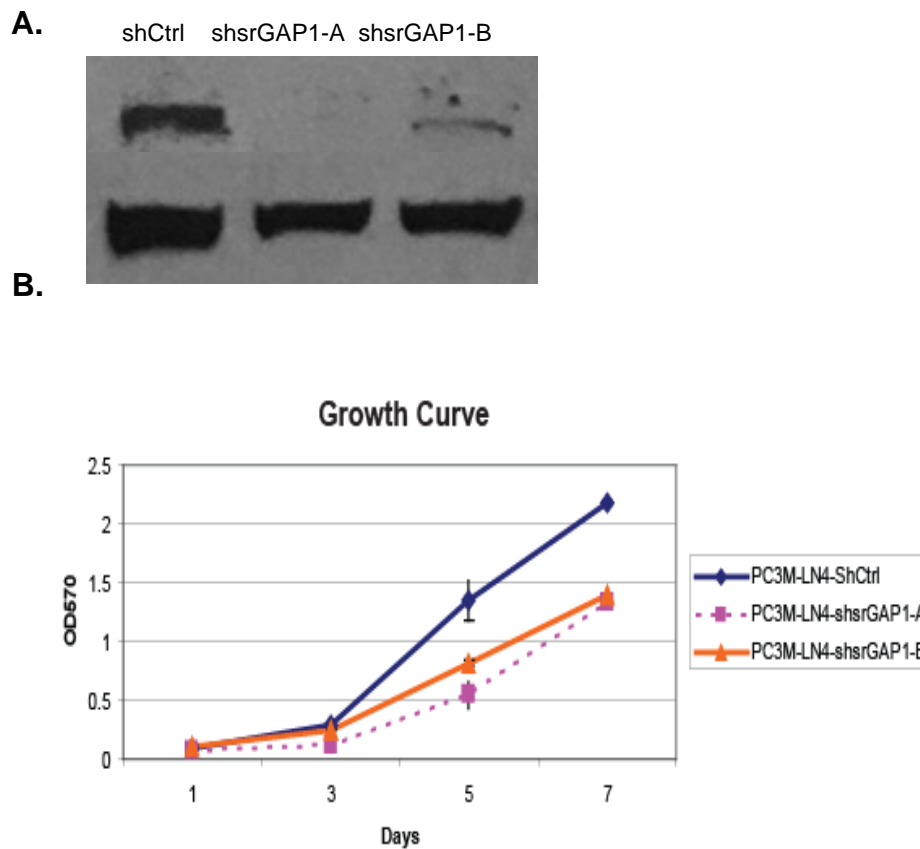 A.
shCtrl shsrGAP1-A shsrGAP1-B
B.
Growth Curve
2.5
2
1.5
1
0.5
0
OD570
1 3 5 7
Days
PC3M-LN4-ShCtrl
PC3M-LN4-shsrGAP1-A
PC3M-LN4-shsrGAP1-B